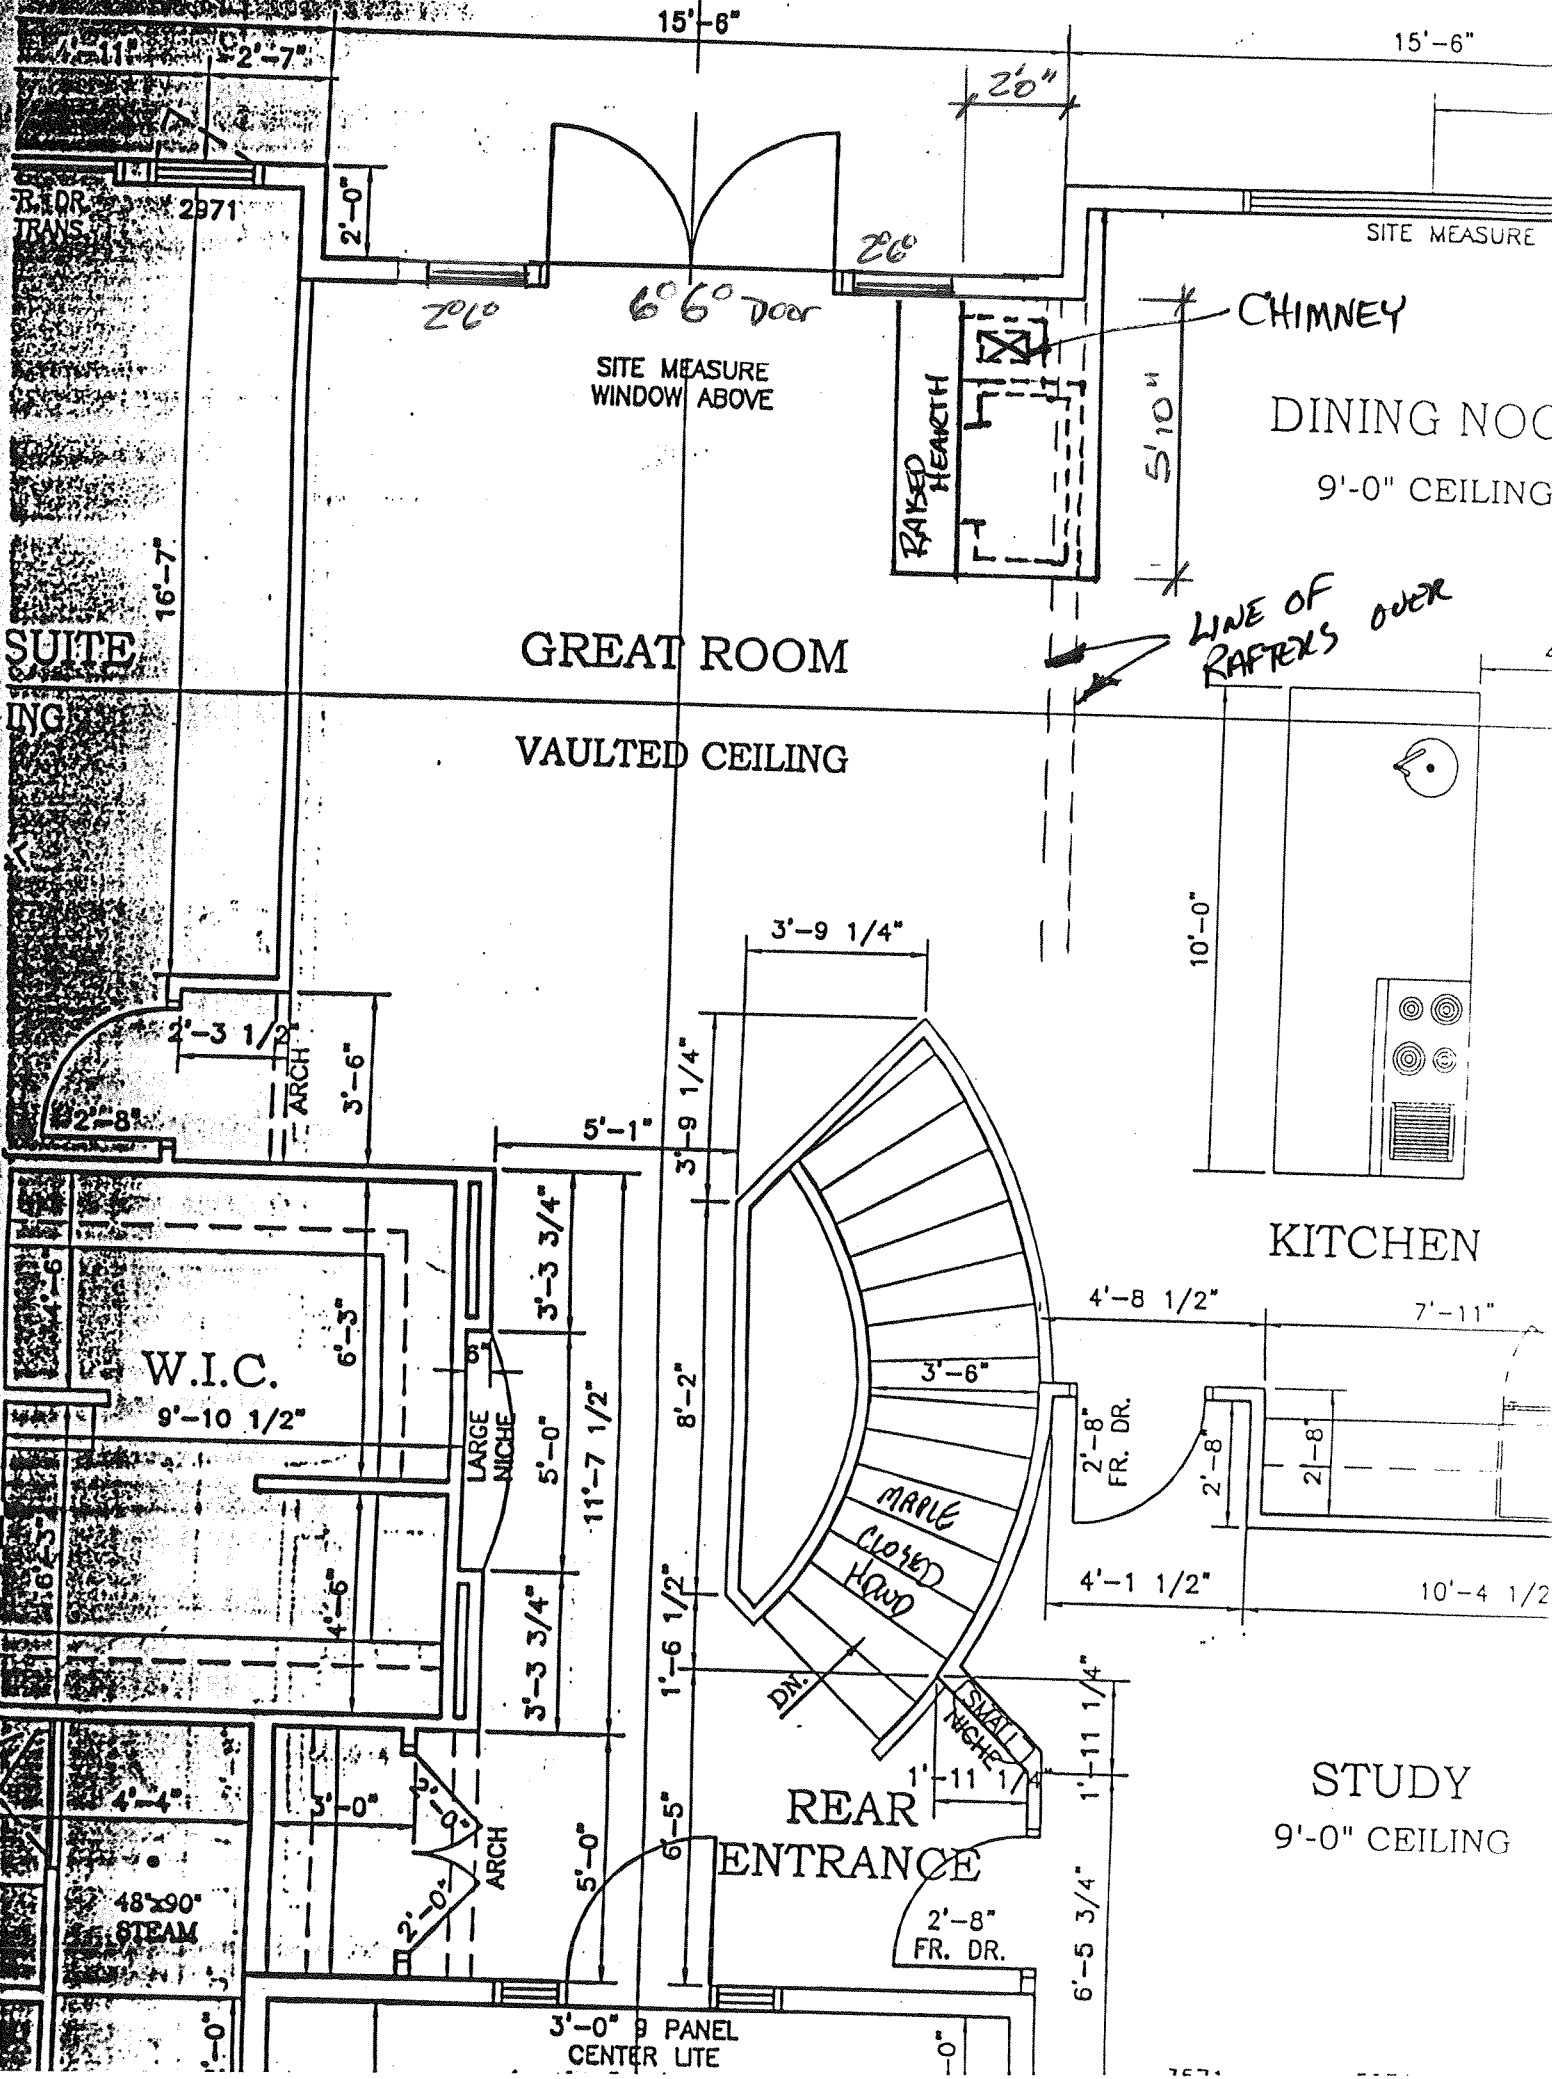 15'-6"
15'-6"
4'-11"
2'-7"
2'0"
R. DR.
TRANS.
2971
2'-0"
SITE MEASURE
2060
6068 Door
CHIMNEY
SITE MEASURE
WINDOW ABOVE
RAISED
HEARTH
5'10"
DINING NOO
9'-0" CEILING
16'-7"
LINE OF
RAFTERS OVER
SUITE
GREAT ROOM
ING
VAULTED CEILING
10'-0"
3'-9 1/4"
2'-3 1/2"
ARCH
3'-6"
3'-9 1/4"
2'-8"
5'-1"
3'-3 3/4"
KITCHEN
4'-6"
6'-3"
4'-8 1/2"
7'-11"
W.I.C.
6"
9'-10 1/2"
LARGE
NICHE
5'-0"
11'-7 1/2"
8'-2"
3'-6"
2'-8"
FR. DR.
2'-8"
2'-8"
MAPLE
CLOSED
HAND
6'-3"
4'-6"
3'-3 3/4"
1'-6 1/2"
4'-1 1/2"
10'-4 1/2
DN.
SMALL
NICHE
1'-11 1/4"
1'-11 1/4"
4'-4"
3'-0"
2'-0"
ARCH
5'-0"
6'-5"
REAR
ENTRANCE
STUDY
9'-0" CEILING
48"x90"
STEAM
2'-0"
2'-8"
FR. DR.
6'-5 3/4"
3'-0" 9 PANEL
CENTER LITE
-0"
-0"